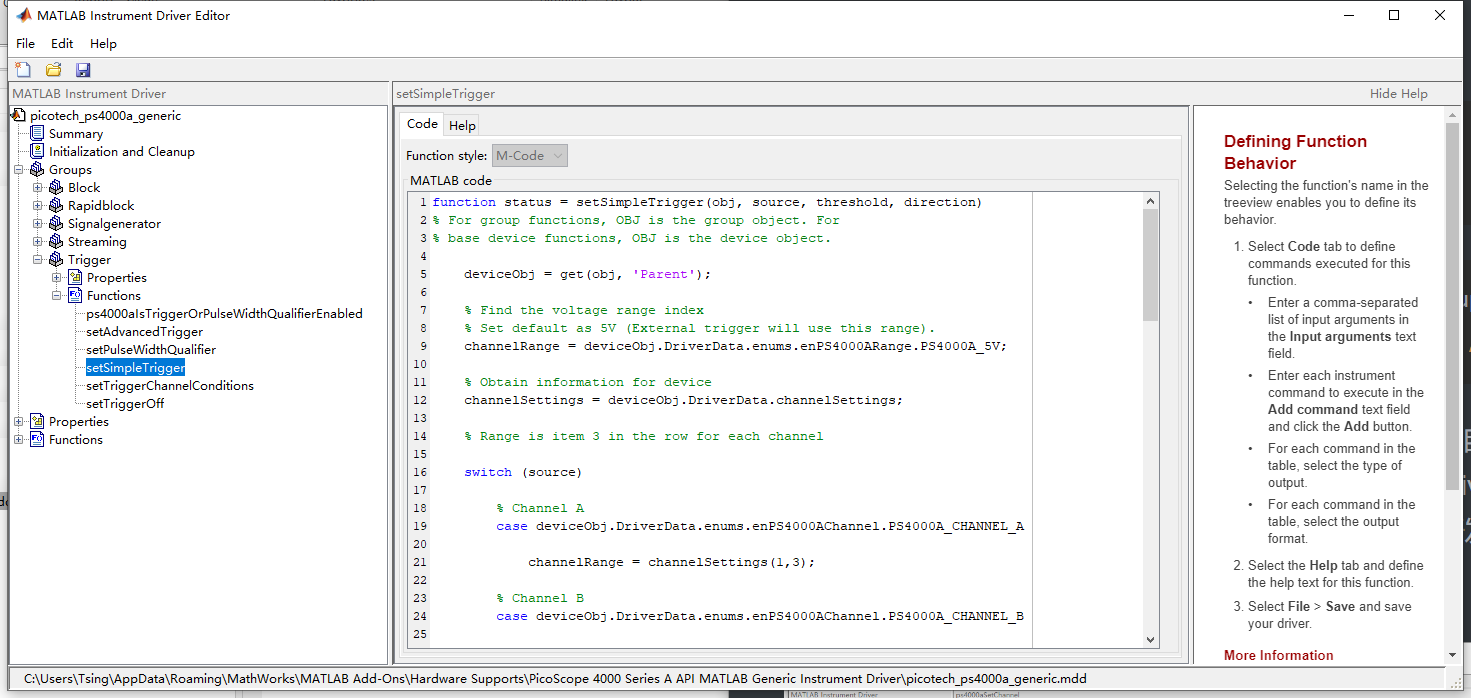 MATLAB Instrument Driver Editor
File Edit Help
MATLAB Instrument Driver
picotech_ps4000a_generic
Summary
Initialization and Cleanup
Groups
Block
Rapidblock
Signalgenerator
Streaming
Trigger
Properties
Functions
ps4000aIsTriggerOrPulseWidthQualifierEnabled
setAdvancedTrigger
setPulseWidthQualifier
setSimpleTrigger
setTriggerChannelConditions
setTriggerOff
Properties
Functions
setSimpleTrigger
Hide Help
Code Help
Function style: M-Code
MATLAB code
1 function status = setSimpleTrigger(obj, source, threshold, direction)
2 % For group functions, OBJ is the group object. For
3 % base device functions, OBJ is the device object.
4
5 deviceObj = get(obj, 'Parent');
6
7 % Find the voltage range index
8 % Set default as 5V (External trigger will use this range).
9 channelRange = deviceObj.DriverData.enums.enPS4000ARange.PS4000A_5V;
10
11 % Obtain information for device
12 channelSettings = deviceObj.DriverData.channelSettings;
13
14 % Range is item 3 in the row for each channel
15
16 switch (source)
17
18 % Channel A
19 case deviceObj.DriverData.enums.enPS4000AChannel.PS4000A_CHANNEL_A
20
21 channelRange = channelSettings(1,3);
22
23 % Channel B
24 case deviceObj.DriverData.enums.enPS4000AChannel.PS4000A_CHANNEL_B
25
Defining Function
Behavior
Selecting the function's name in the
treeview enables you to define its
behavior.
1. Select Code tab to define
commands executed for this
function.
• Enter a comma-separated
list of input arguments in
the Input arguments text
field.
• Enter each instrument
command to execute in the
Add command text field
and click the Add button.
• For each command in the
table, select the type of
output.
• For each command in the
table, select the output
format.
2. Select the Help tab and define
the help text for this function.
3. Select File > Save and save
your driver.
More Information
C:\Users\Tsing\AppData\Roaming\MathWorks\MATLAB Add-Ons\Hardware Supports\PicoScope 4000 Series A API MATLAB Generic Instrument Driver\picotech_ps4000a_generic.mdd
MATLAB Instrument Driver
ps4000aSetChannel